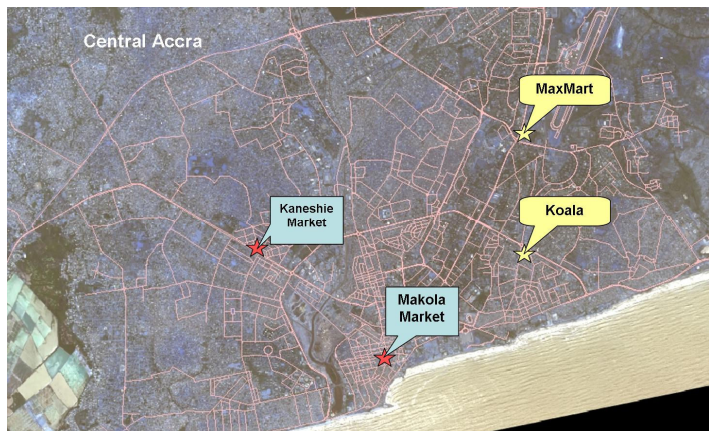 Central Accra
MaxMart
Kaneshie
Market
Koala
Makola
Market